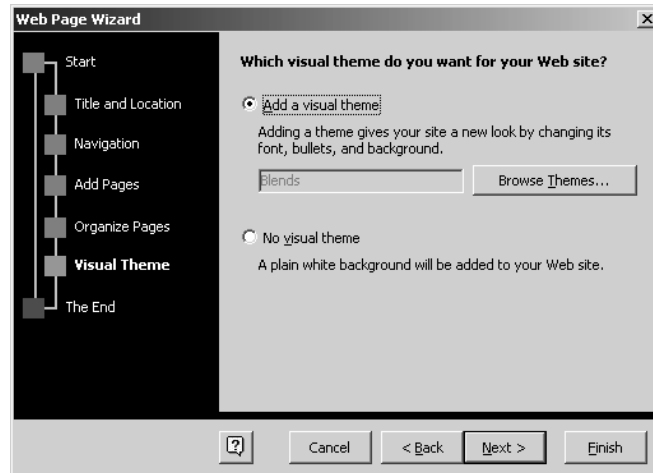 Web Page Wizard
Start
Title and Location
Navigation
Add Pages
Organize Pages
Visual Theme
The End
Which visual theme do you want for your Web site?
Add a visual theme
Adding a theme gives your site a new look by changing its
font, bullets, and background.
Blends
Browse Themes...
No visual theme
A plain white background will be added to your Web site.
?
Cancel
< Back
Next >
Finish